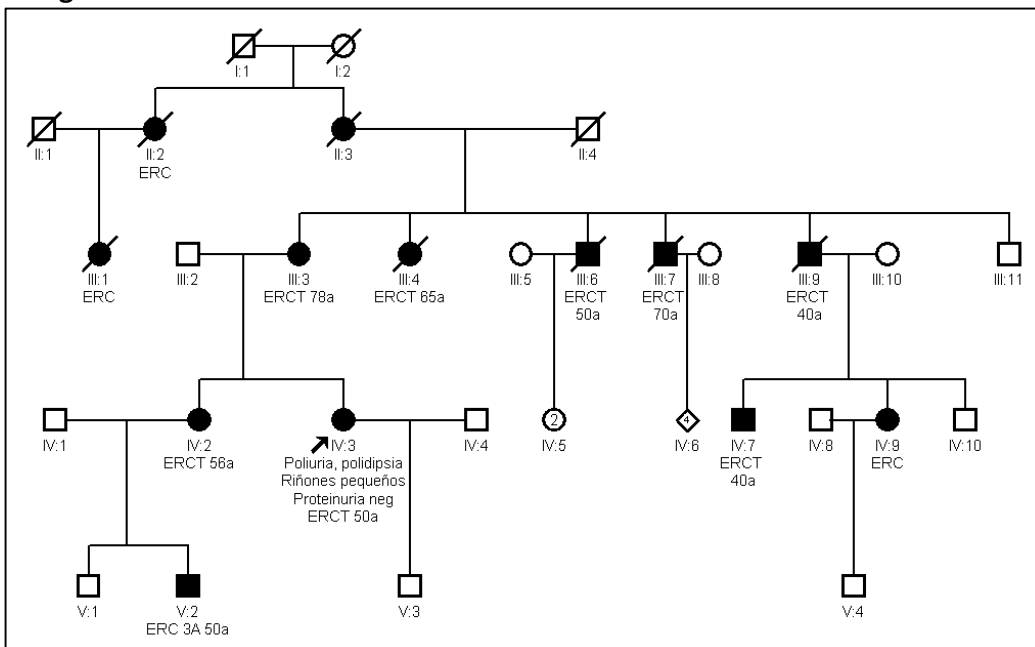 I:1
I:2
II:1
II:2
ERC
II:3
II:4
III:1
ERC
III:2
III:3
ERCT 78a
III:4
ERCT 65a
III:5
III:6
ERCT
50a
III:7
ERCT
70a
III:8
III:9
ERCT
40a
III:10
III:11
IV:1
IV:2
ERCT 56a
IV:3
Poliuria, polidipsia
Riñones pequeños
Proteinuria neg
ERCT 50a
IV:4
2
IV:5
4
IV:6
IV:7
ERCT
40a
IV:8
IV:9
ERC
IV:10
V:1
V:2
ERC 3A 50a
V:3
V:4